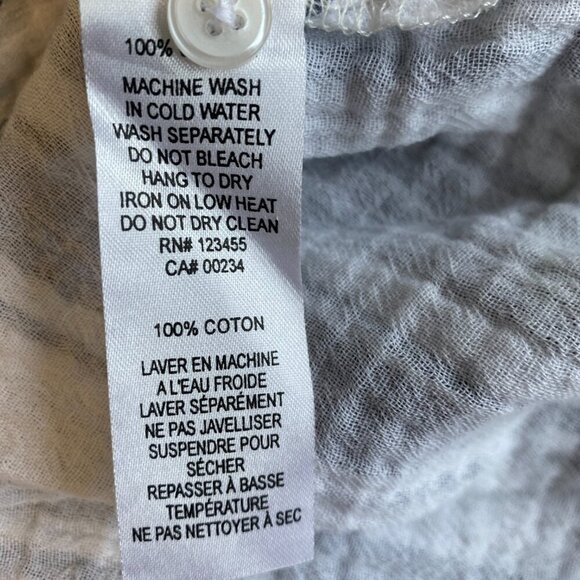 100%
MACHINE WASH
IN COLD WATER
WASH SEPARATELY
DO NOT BLEACH
HANG TO DRY
IRON ON LOW HEAT
DO NOT DRY CLEAN
RN# 123455
CA# 00234
100% COTON
LAVER EN MACHINE
A L'EAU FROIDE
LAVER SÉPARÉMENT
NE PAS JAVELLISER
SUSPENDRE POUR
SÉCHER
REPASSER À BASSE
TEMPÉRATURE
NE PAS NETTOYER À SEC